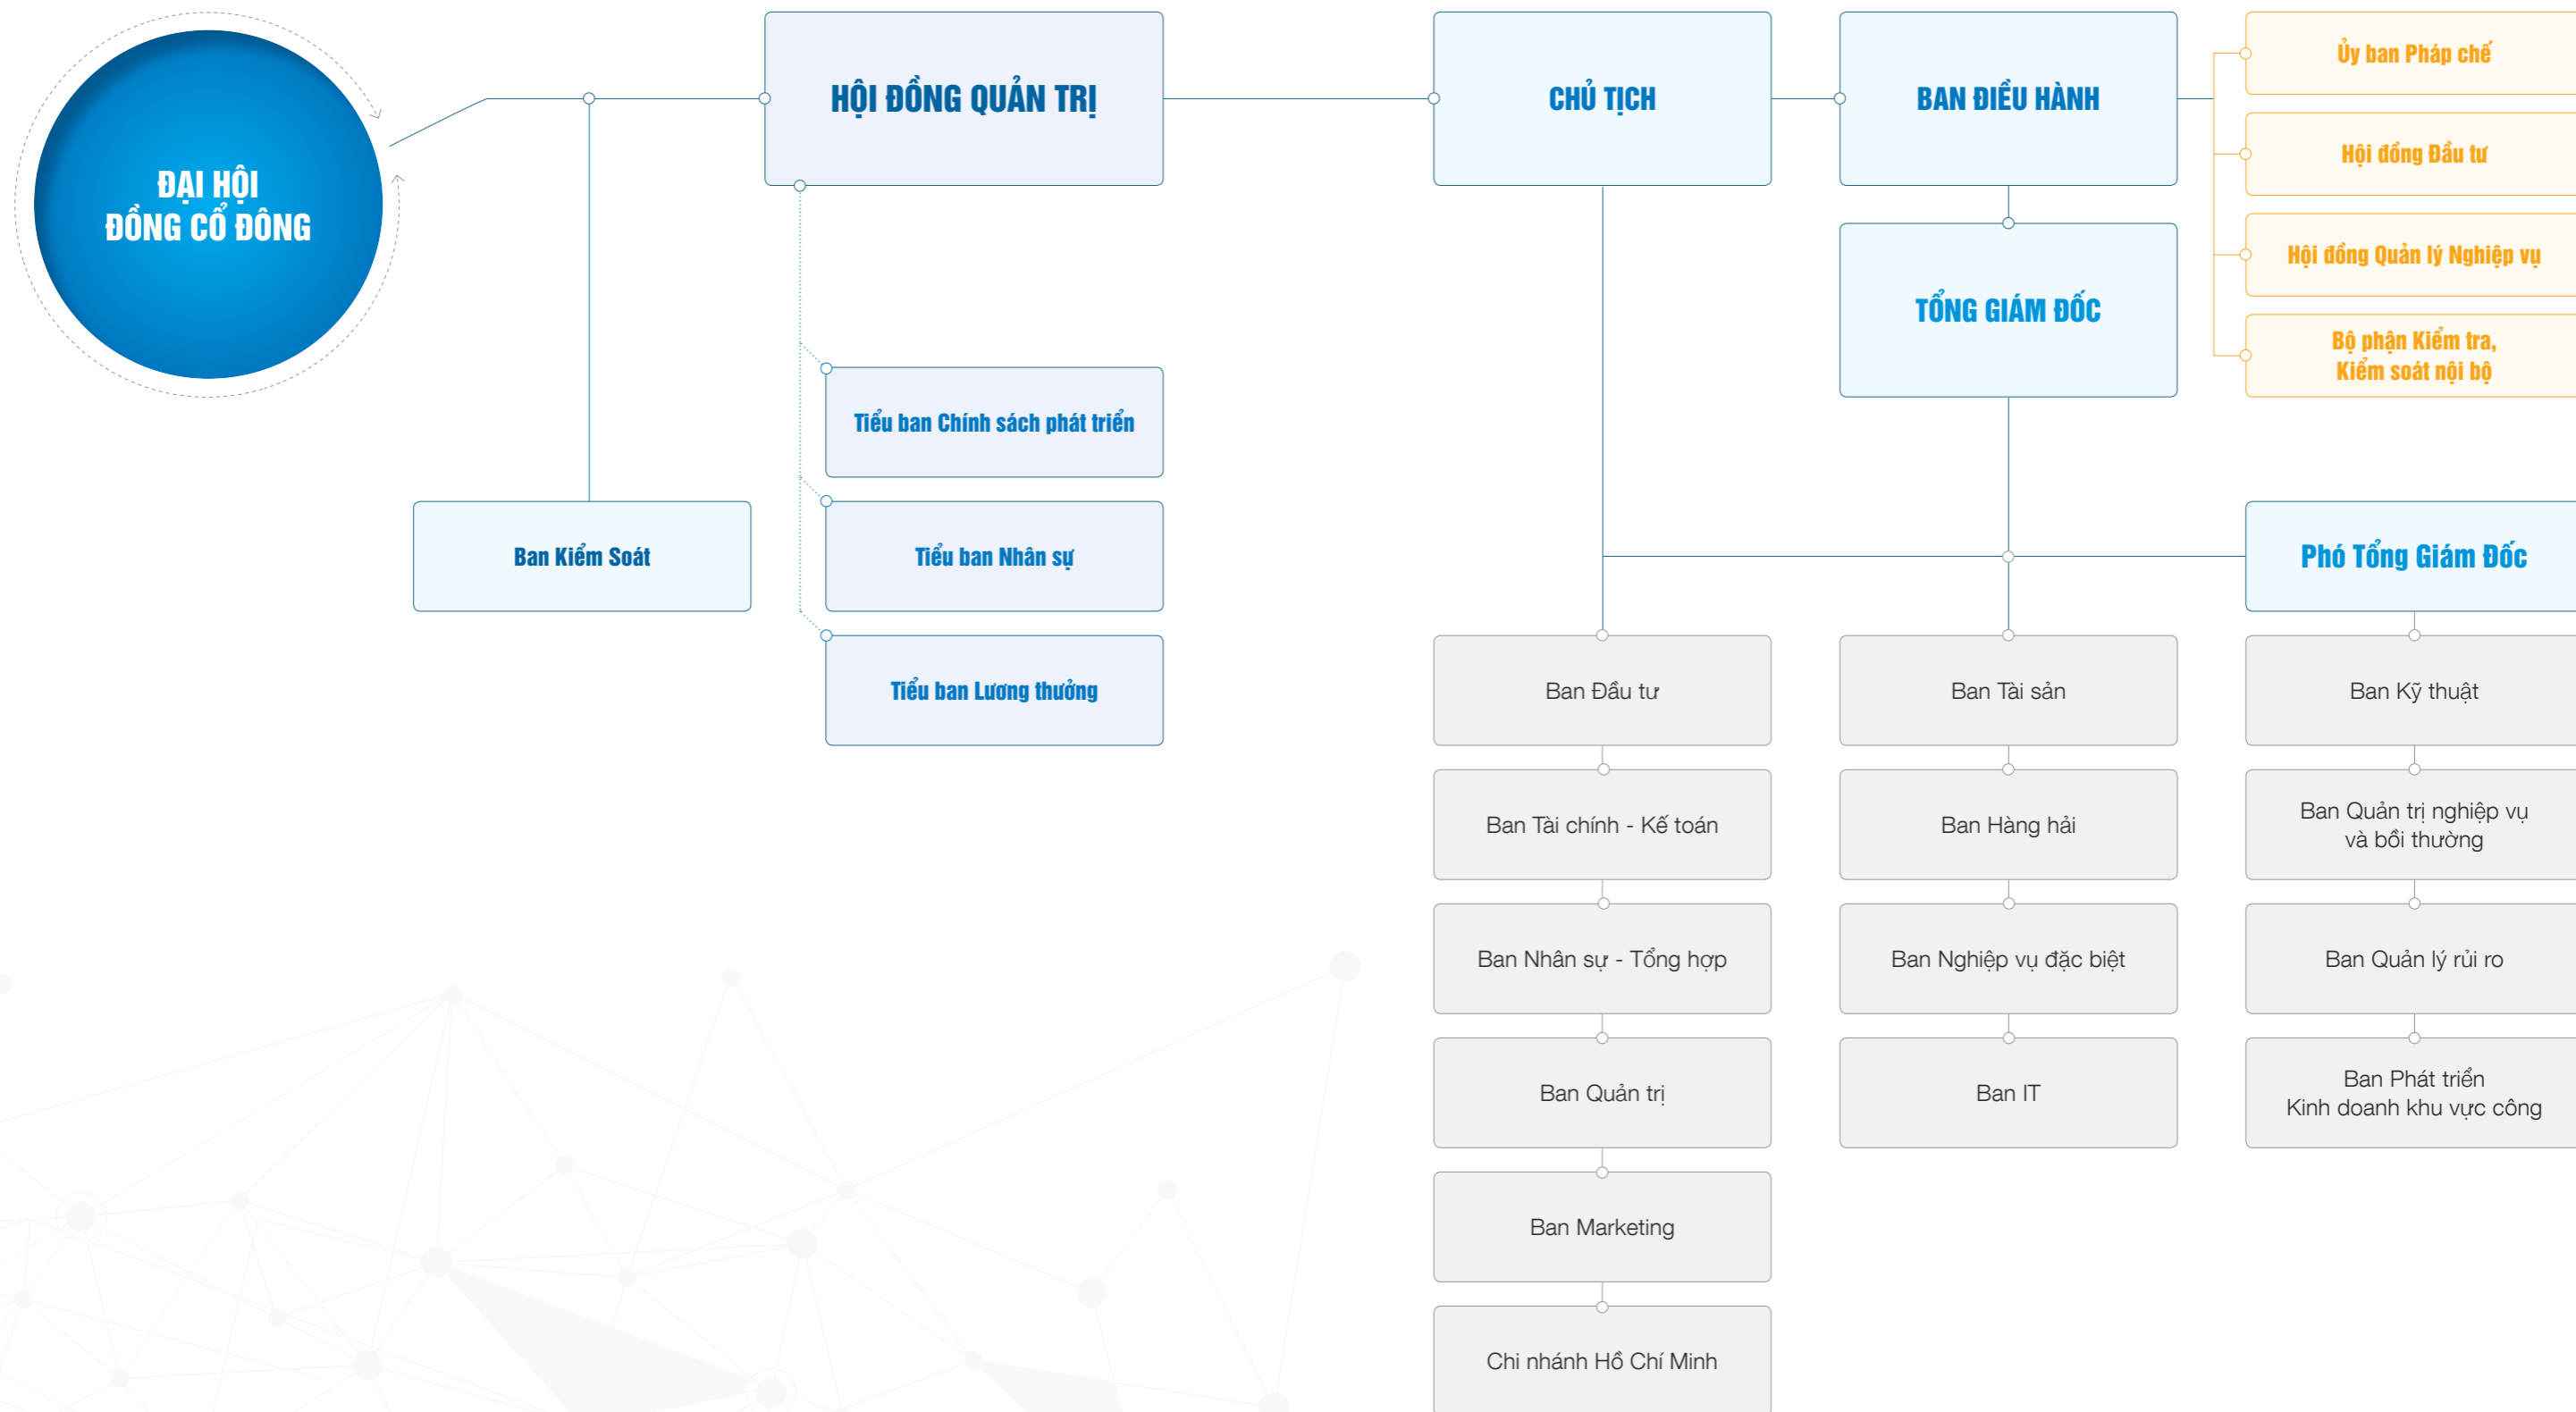 ĐẠI HỘI
ĐỒNG CỔ ĐÔNG
HỘI ĐỒNG QUẢN TRỊ
CHỦ TỊCH
BAN ĐIỀU HÀNH
Ủy ban Pháp chế
Hội đồng Đầu tư
Hội đồng Quản lý Nghiệp vụ
Bộ phận Kiểm tra,
Kiểm soát nội bộ
TỔNG GIÁM ĐỐC
Ban Kiểm Soát
Tiểu ban Chính sách phát triển
Tiểu ban Nhân sự
Tiểu ban Lương thưởng
Phó Tổng Giám Đốc
Ban Đầu tư
Ban Tài chính - Kế toán
Ban Nhân sự - Tổng hợp
Ban Quản trị
Ban Marketing
Chi nhánh Hồ Chí Minh
Ban Tài sản
Ban Hàng hải
Ban Nghiệp vụ đặc biệt
Ban IT
Ban Kỹ thuật
Ban Quản trị nghiệp vụ
và bồi thường
Ban Quản lý rủi ro
Ban Phát triển
Kinh doanh khu vực công